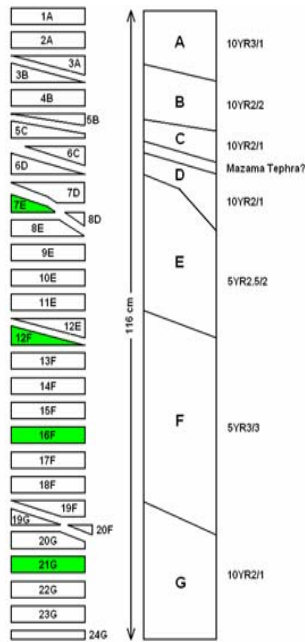 1A
2A
3A
3B
4B
5B
5C
6C
6D
7D
7E
8D
8E
9E
10E
11E
12E
12F
13F
14F
15F
16F
17F
18F
19F
19G
20F
20G
21G
22G
23G
24G
116 cm
A
B
C
D
E
F
G
10YR3/1
10YR2/2
10YR2/1
Mazama Tephra?
10YR2/1
5YR2.5/2
5YR3/3
10YR2/1